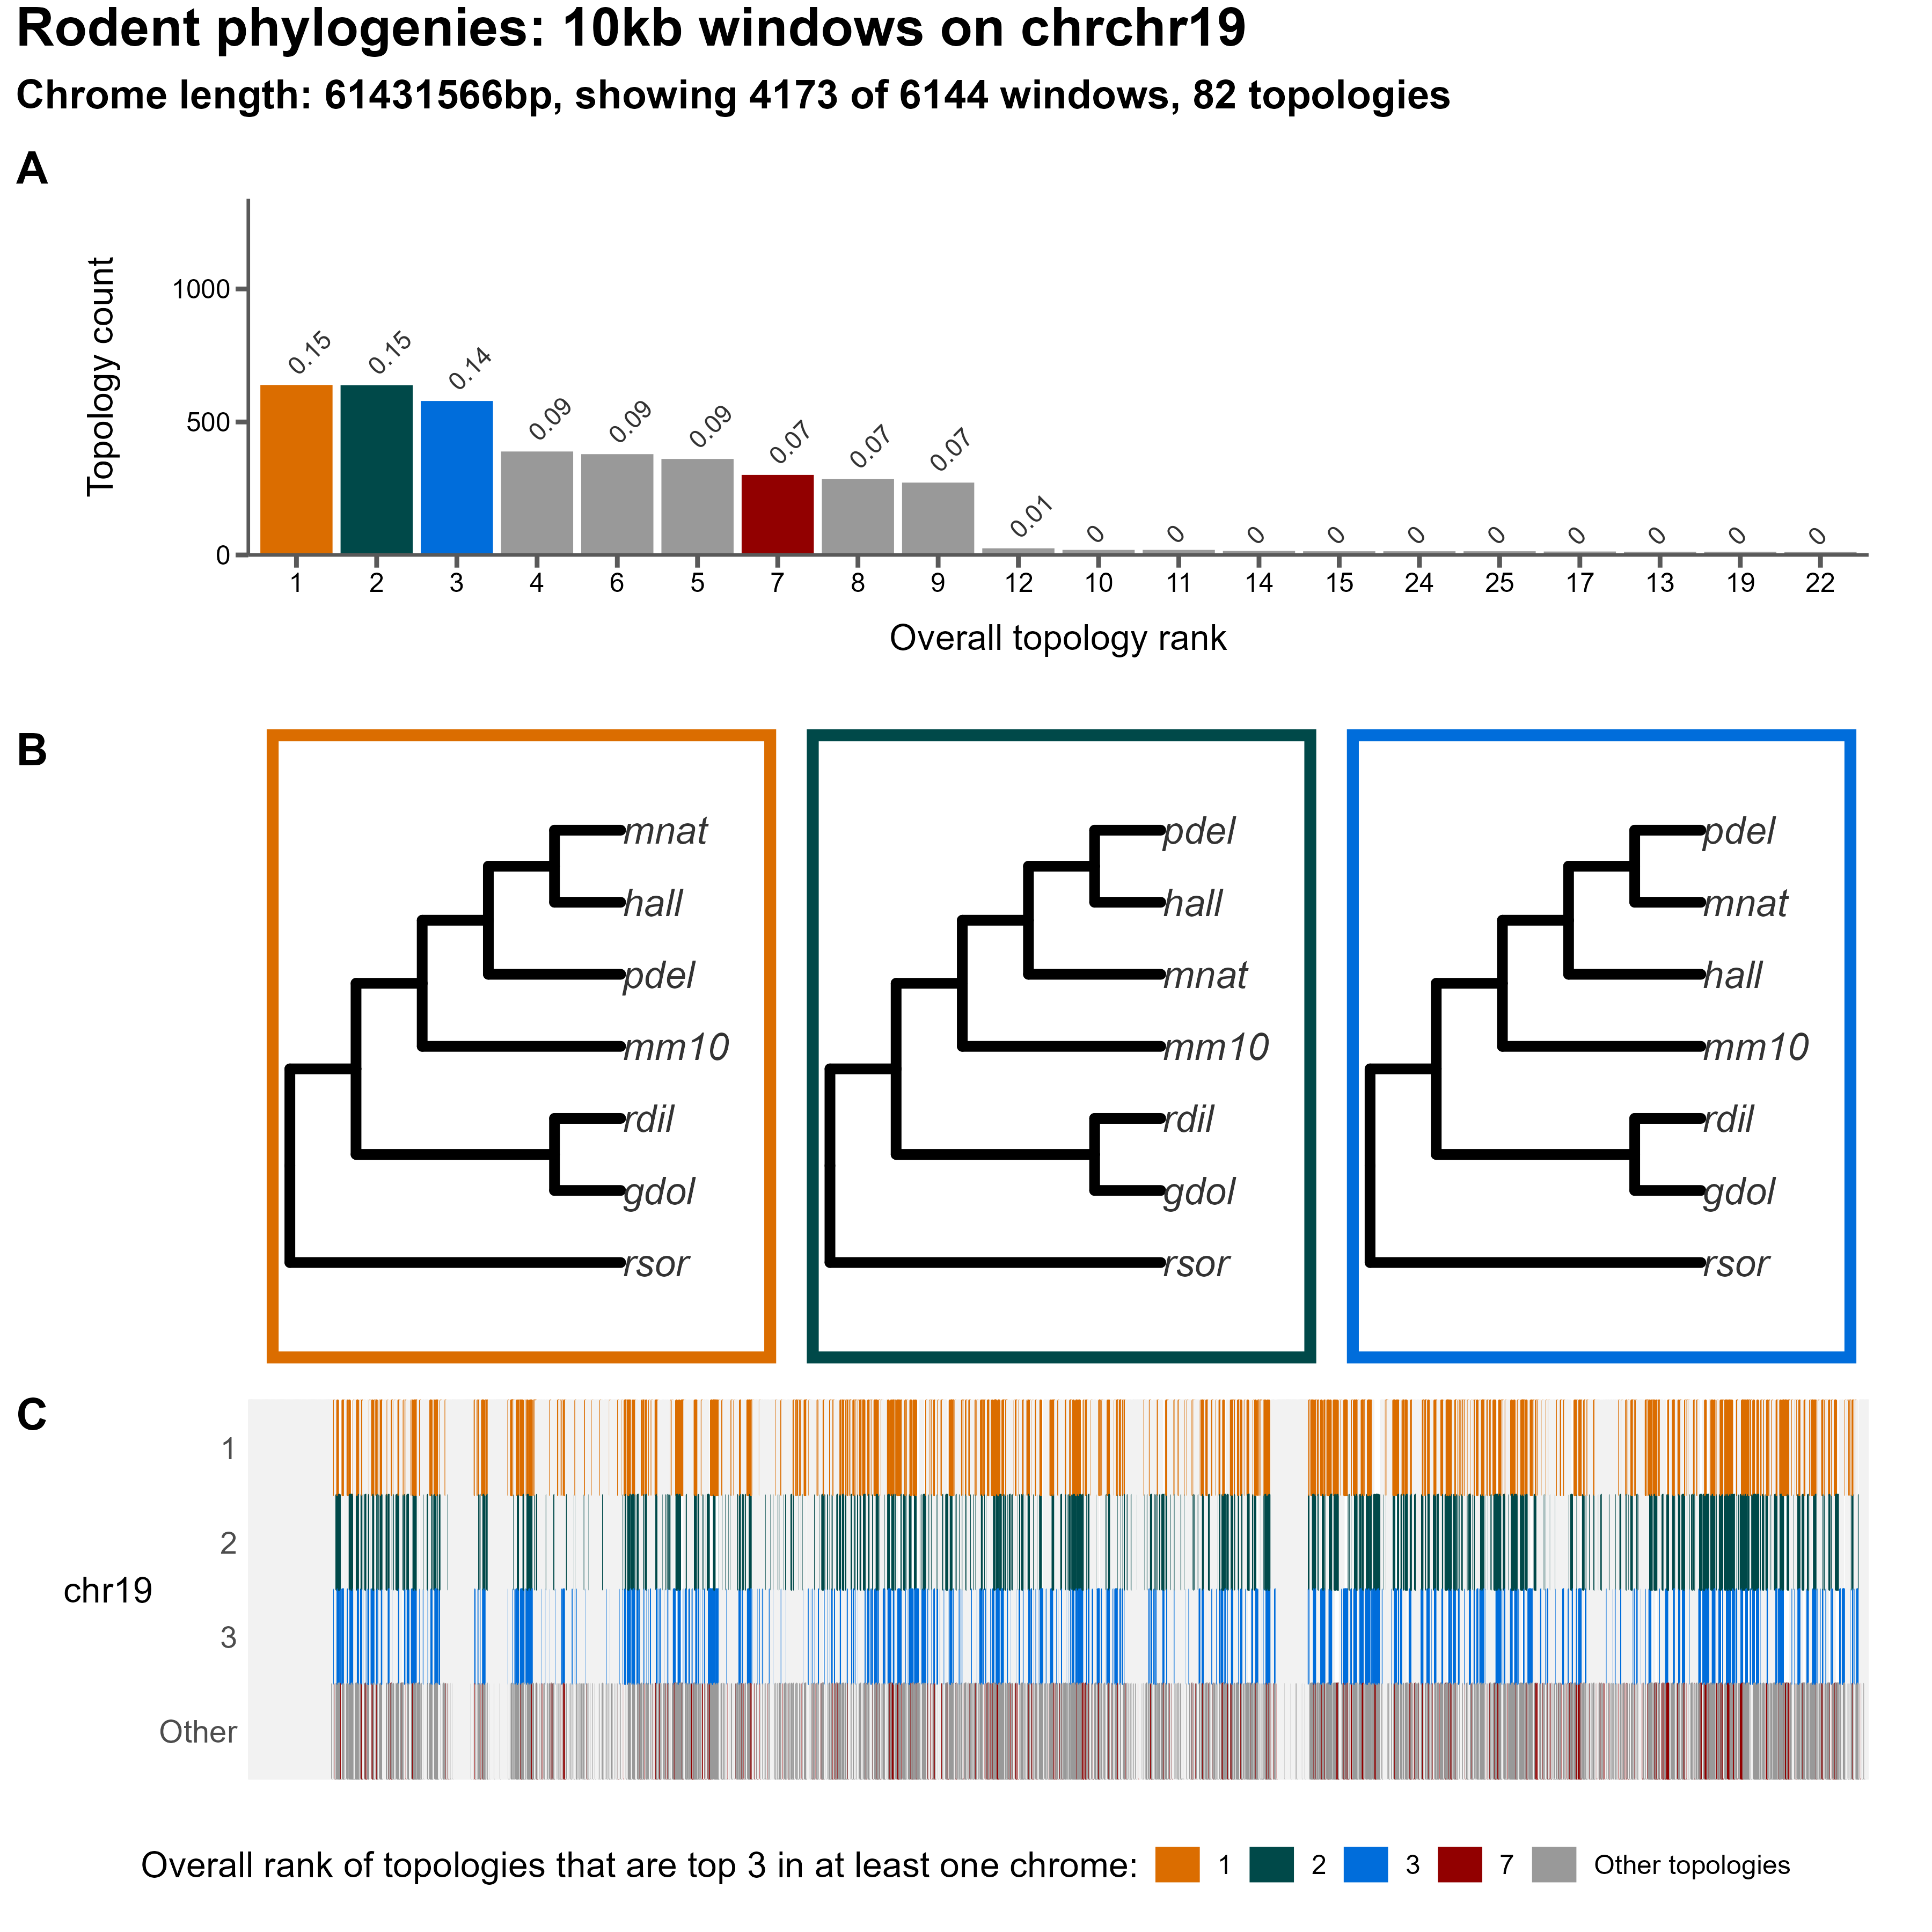 Rodent phylogenies: 10kb windows on chrchr19
Chrome length: 61431566bp, showing 4173 of 6144 windows, 82 topologies
A
Topology count
1000
500
0
0.15 0.15 0.14 0.09 0.09 0.09 0.07 0.07 0.07 0.01 0 0 0 0 0 0 0 0 0 0
1 2 3 4 6 5 7 8 9 12 10 11 14 15 24 25 17 13 19 22
Overall topology rank
B
mnat
hall
pdel
mm10
rdil
gdol
rsor
pdel
hall
mnat
mm10
rdil
gdol
rsor
pdel
mnat
hall
mm10
rdil
gdol
rsor
C
chr19
1
2
3
Other
Overall rank of topologies that are top 3 in at least one chrome: 1 2 3 7 Other topologies